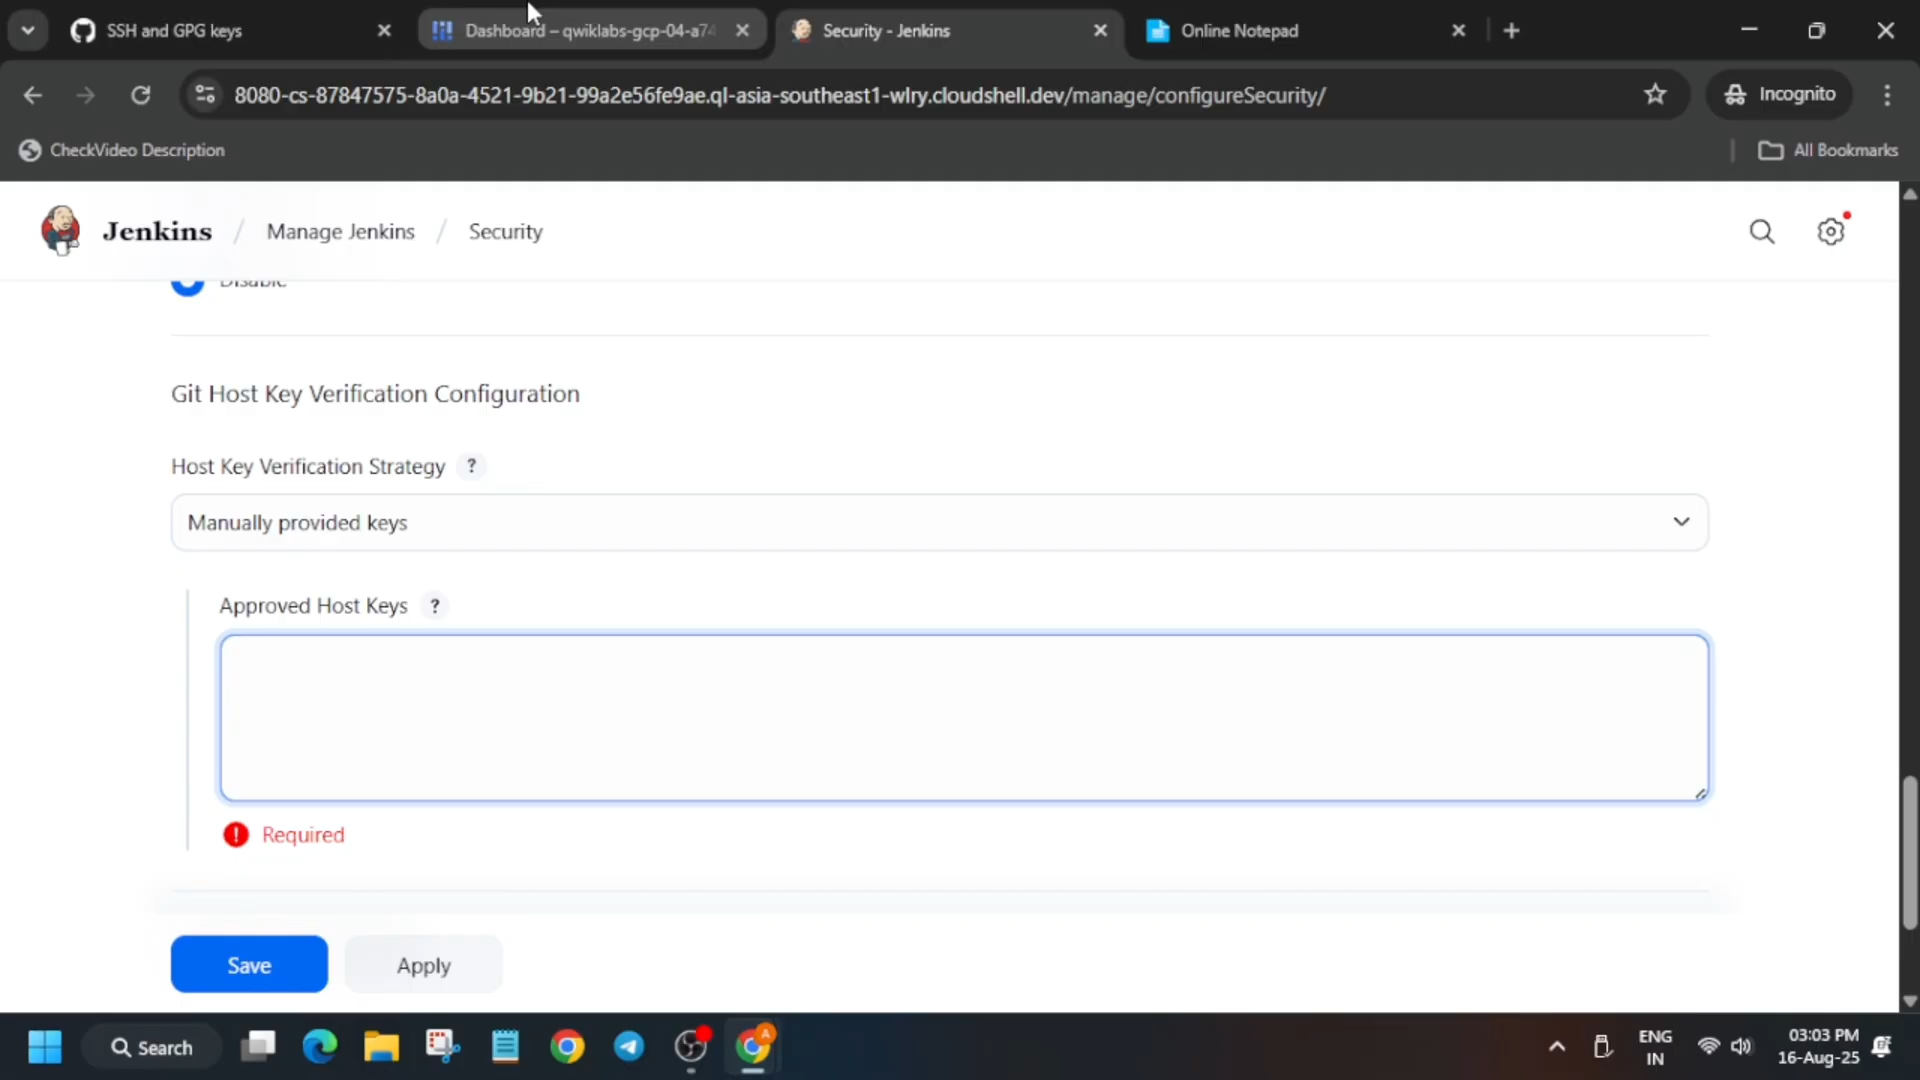 SSH and GPG keys
Dashboard – qwiklabs-gcp-04-a74
Security - Jenkins
Online Notepad
8080-cs-87847575-8a0a-4521-9b21-99a2e56fe9ae.ql-asia-southeast1-wlry.cloudshell.dev/manage/configureSecurity/
Incognito
CheckVideo Description
All Bookmarks
Jenkins / Manage Jenkins / Security
Disable
Git Host Key Verification Configuration
Host Key Verification Strategy ?
Manually provided keys
Approved Host Keys ?
! Required
Save
Apply
Search
ENG
IN
03:03 PM
16-Aug-25